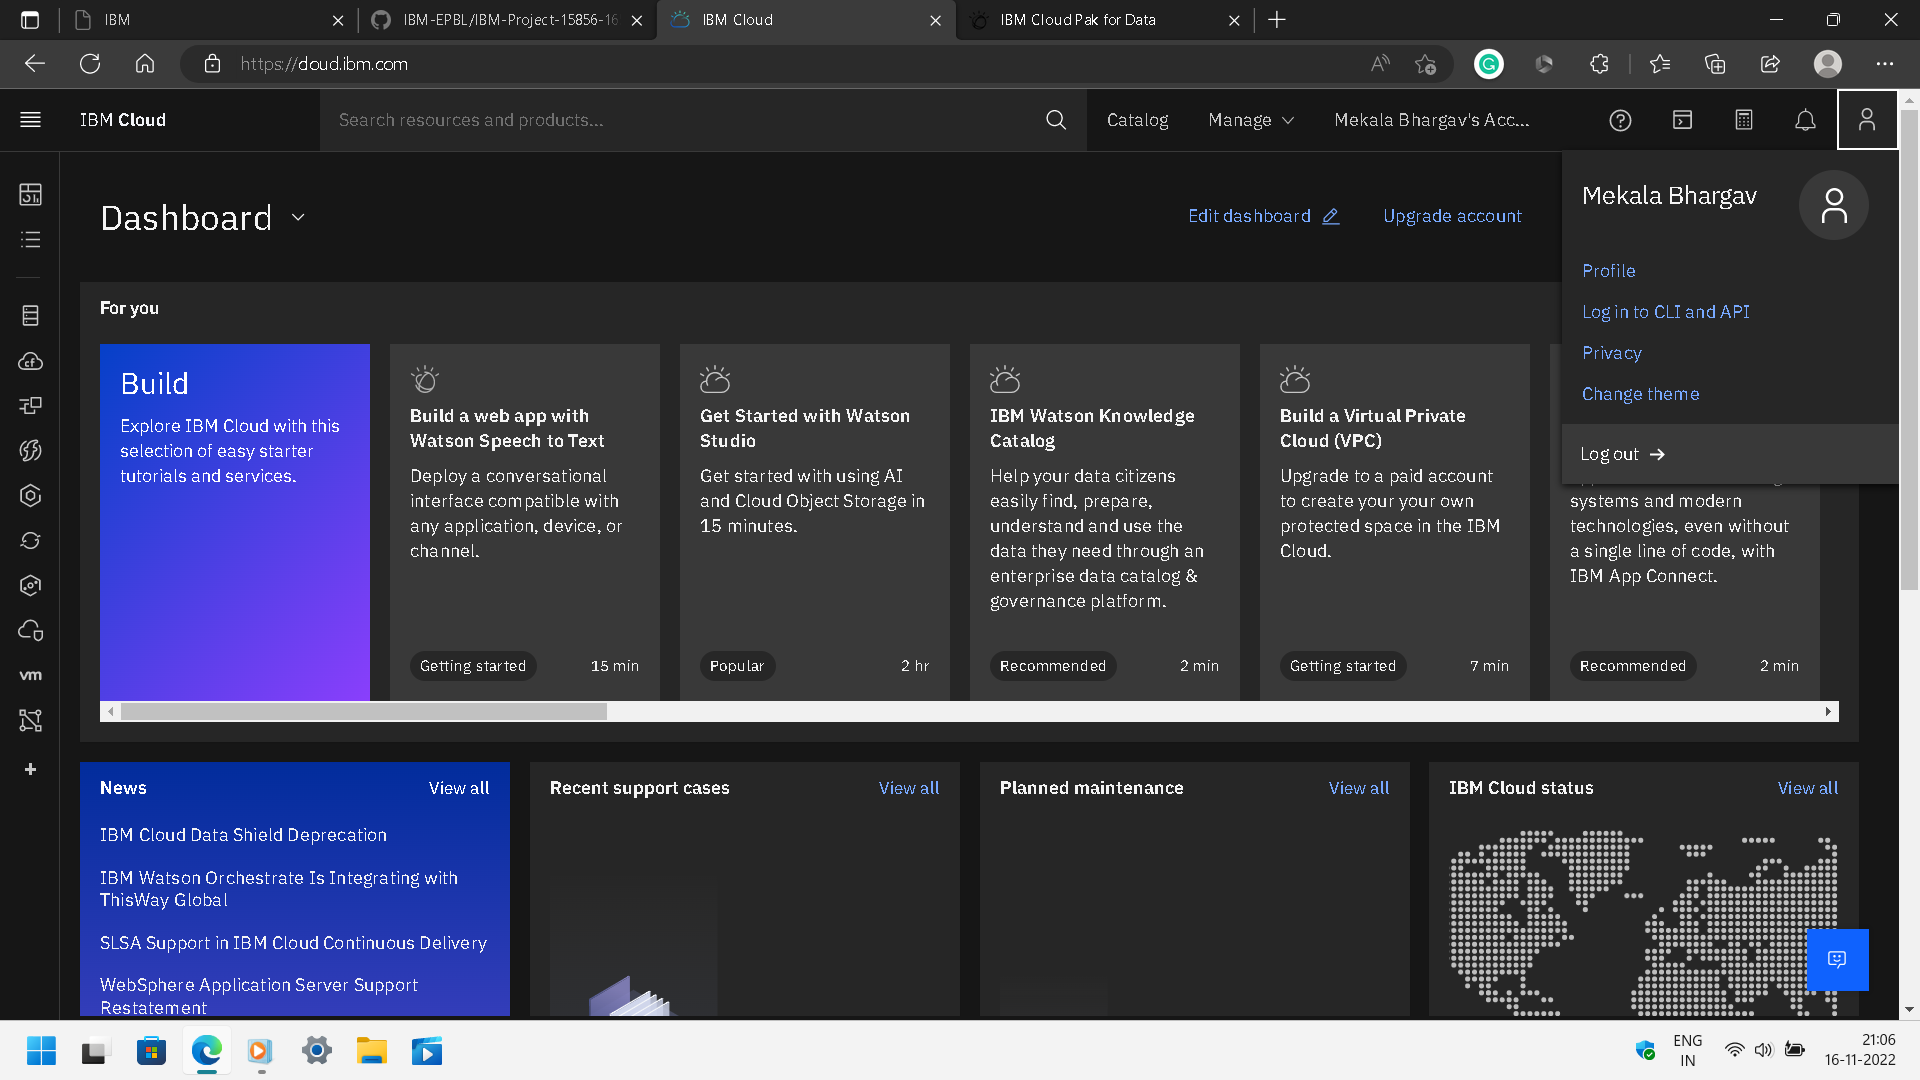 IBM
IBM-EPBL/IBM-Project-15856-16
IBM Cloud
IBM Cloud Pak for Data
https://cloud.ibm.com
IBM Cloud
Search resources and products...
Catalog
Manage
Mekala Bhargav's Acc...
Dashboard
Edit dashboard
Upgrade account
Mekala Bhargav
Profile
Log in to CLI and API
Privacy
Change theme
Log out
For you
Build
Explore IBM Cloud with this
selection of easy starter
tutorials and services.
Build a web app with
Watson Speech to Text
Deploy a conversational
interface compatible with
any application, device, or
channel.
Getting started
15 min
Get Started with Watson
Studio
Get started with using AI
and Cloud Object Storage in
15 minutes.
Popular
2 hr
IBM Watson Knowledge
Catalog
Help your data citizens
easily find, prepare,
understand and use the
data they need through an
enterprise data catalog &
governance platform.
Recommended
2 min
Build a Virtual Private
Cloud (VPC)
Upgrade to a paid account
to create your your own
protected space in the IBM
Cloud.
Getting started
7 min
systems and modern
technologies, even without
a single line of code, with
IBM App Connect.
Recommended
2 min
cf
vm
News
View all
IBM Cloud Data Shield Deprecation
IBM Watson Orchestrate Is Integrating with
ThisWay Global
SLSA Support in IBM Cloud Continuous Delivery
WebSphere Application Server Support
Restatement
Recent support cases
View all
Planned maintenance
View all
IBM Cloud status
View all
ENG
IN
21:06
16-11-2022